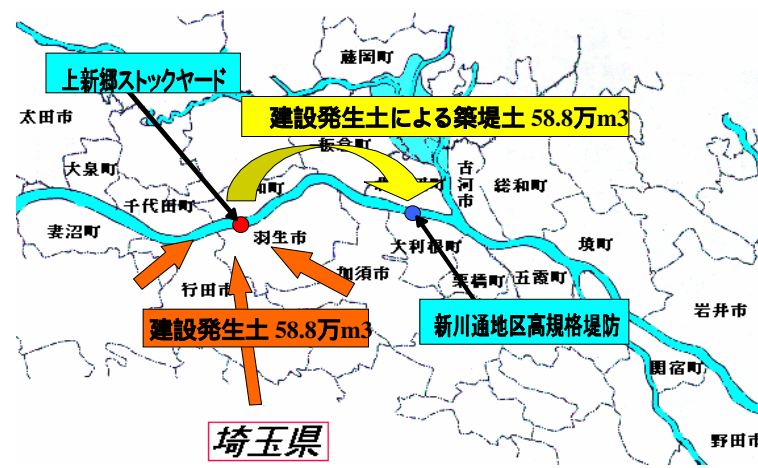 藤岡町
上新郷ストックヤード
太田市
建設発生土による築堤土 58.8万m3
板倉町
大泉町
古河市
総和町
千代田町
和町
妻沼町
羽生市
大利根町
境町
加須市
栗橋町
五霞町
行田市
岩井市
建設発生土 58.8万m3
新川通地区高規格堤防
関宿町
埼玉県
野田市